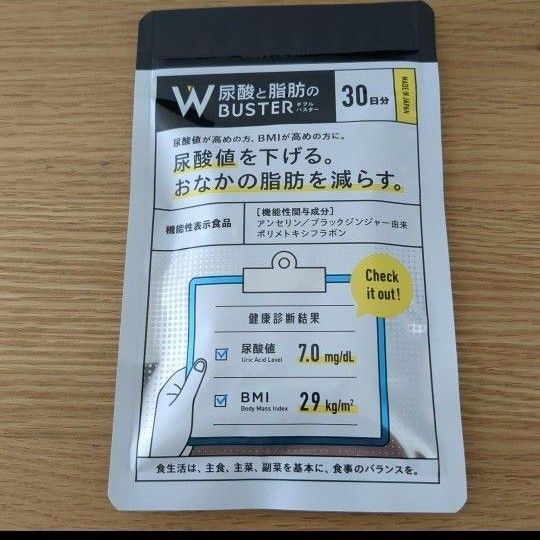 W 尿酸と脂肪の
BUSTER ダブルバスター
30日分
MADE IN JAPAN
尿酸値が高めの方、BMIが高めの方に。
尿酸値を下げる。
おなかの脂肪を減らす。
機能性表示食品
[機能性関与成分]
アンセリン/ブラックジンジャー由来
ポリメトキシフラボン
Check
it out!
健康診断結果
尿酸値 7.0 mg/dL
Uric Acid Level
BMI 29 kg/m²
Body Mass Index
食生活は、主食、主菜、副菜を基本に、食事のバランスを。